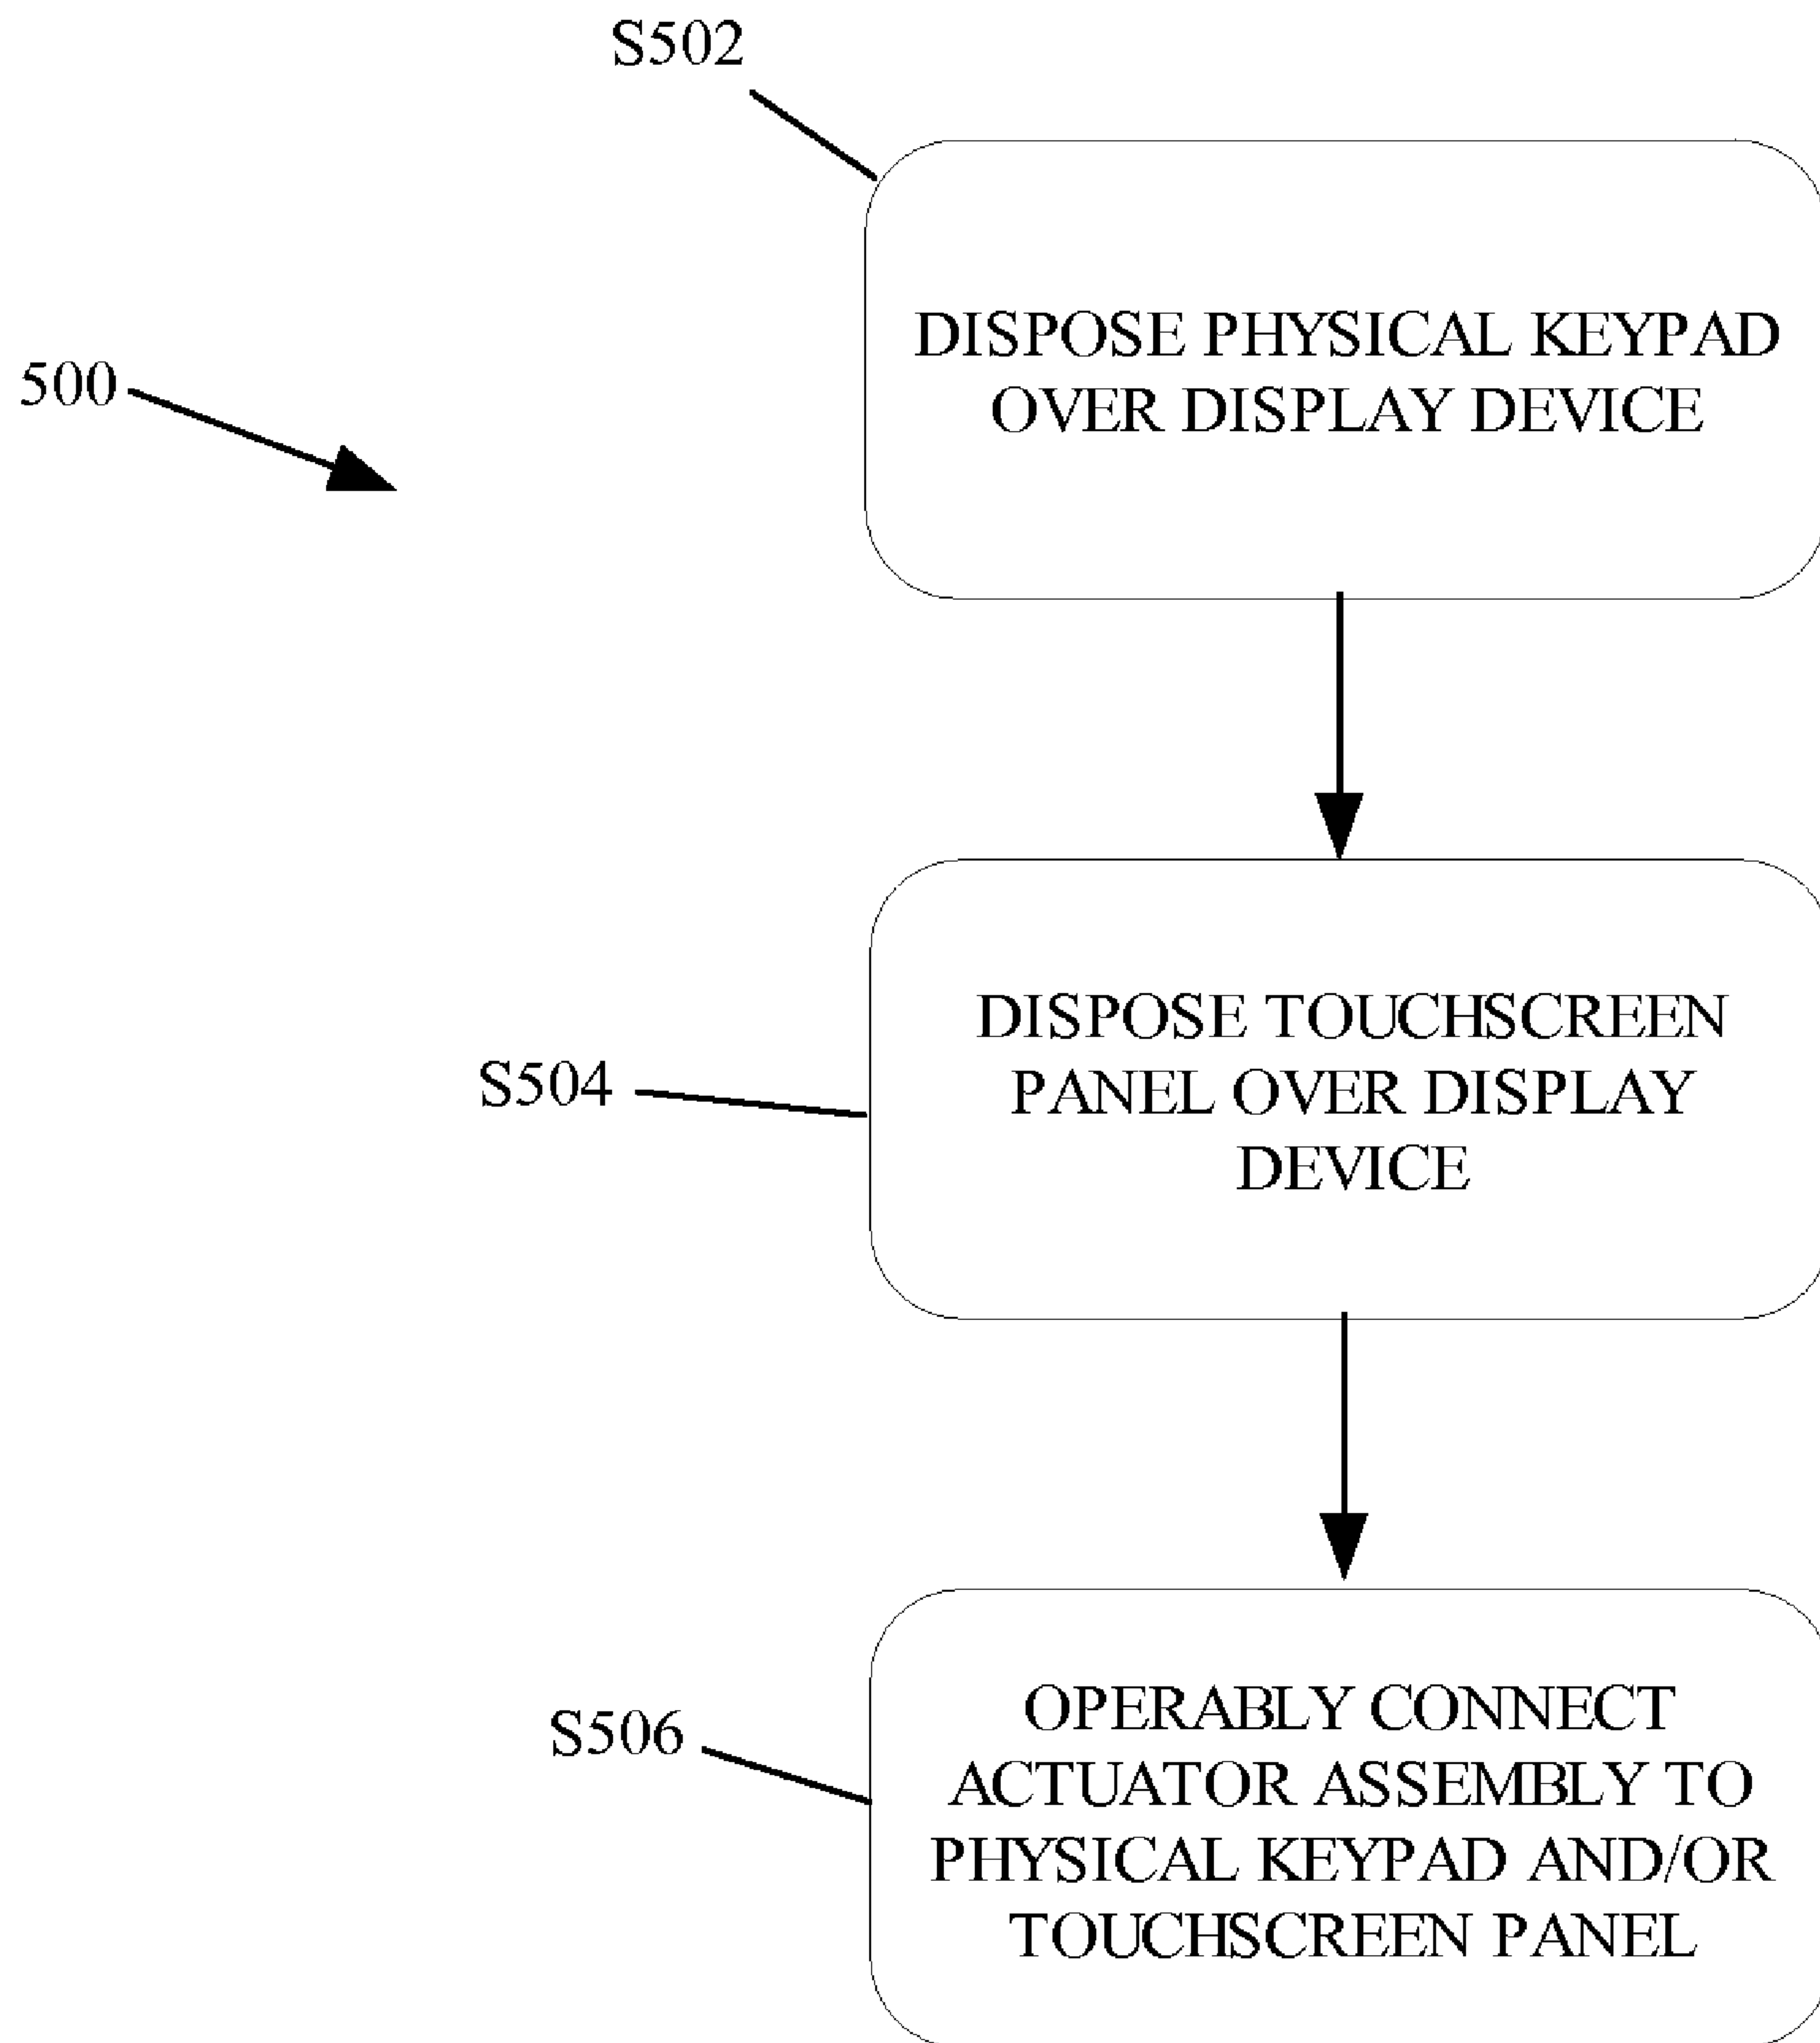 S502
DISPOSE PHYSICAL KEYPAD
OVER DISPLAY DEVICE
500
DISPOSE TOUCHSCREEN
PANEL OVER DISPLAY
DEVICE
S504
OPERABLY CONNECT
ACTUATOR ASSEMBLY TO
PHYSICAL KEYPAD AND/OR
TOUCHSCREEN PANEL
S506